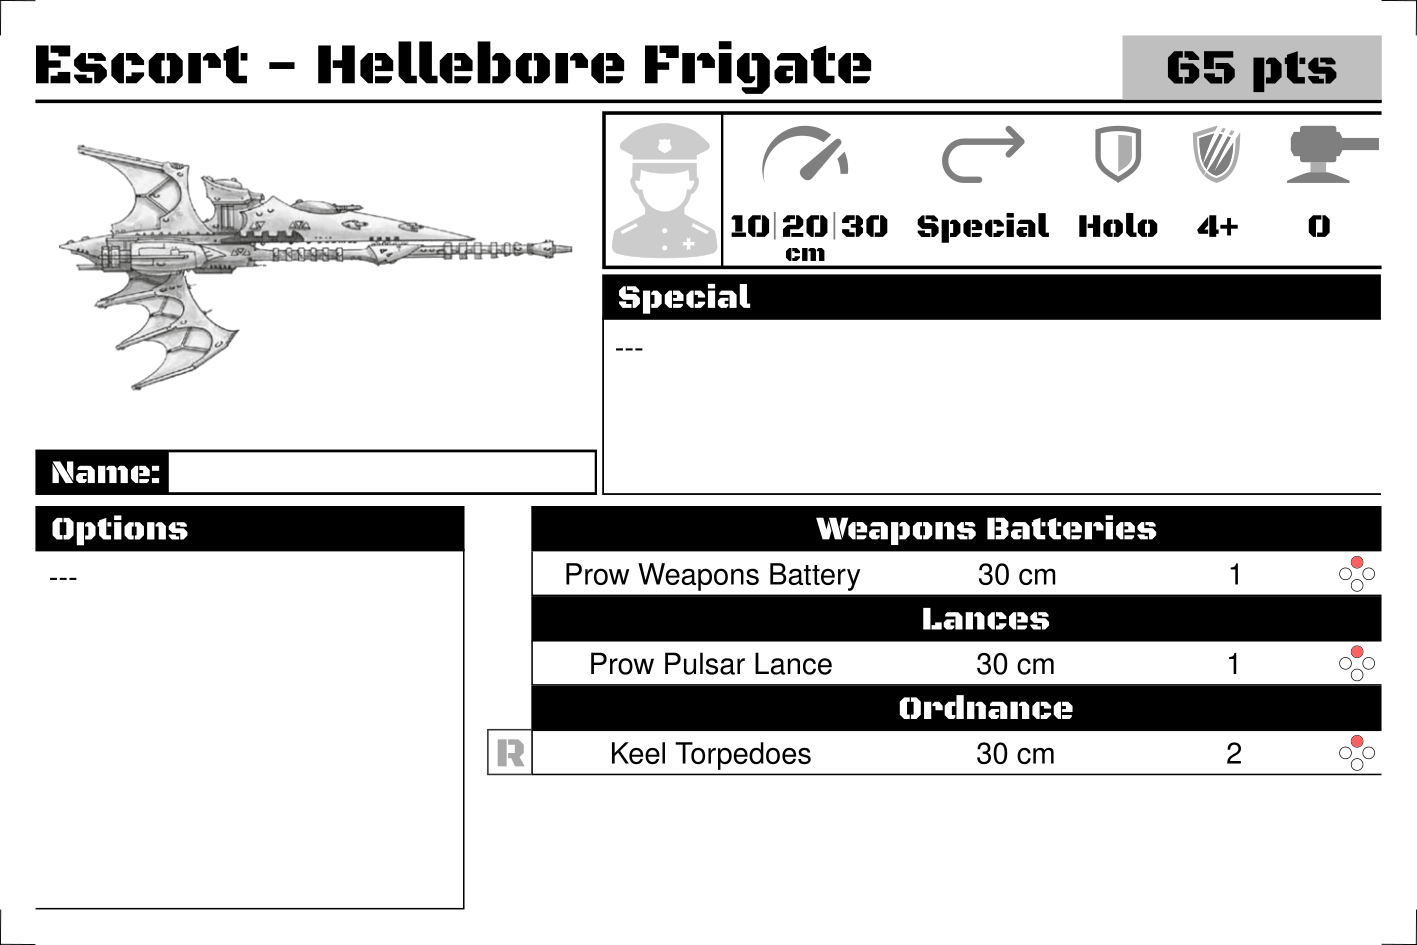 Escort - Hellebore Frigate
65 pts
10|20|30 Special Holo 4+ 0
cm
Special
---
Name:
Options
---
Weapons Batteries
Prow Weapons Battery 30 cm 1
Lances
Prow Pulsar Lance 30 cm 1
Ordnance
R Keel Torpedoes 30 cm 2